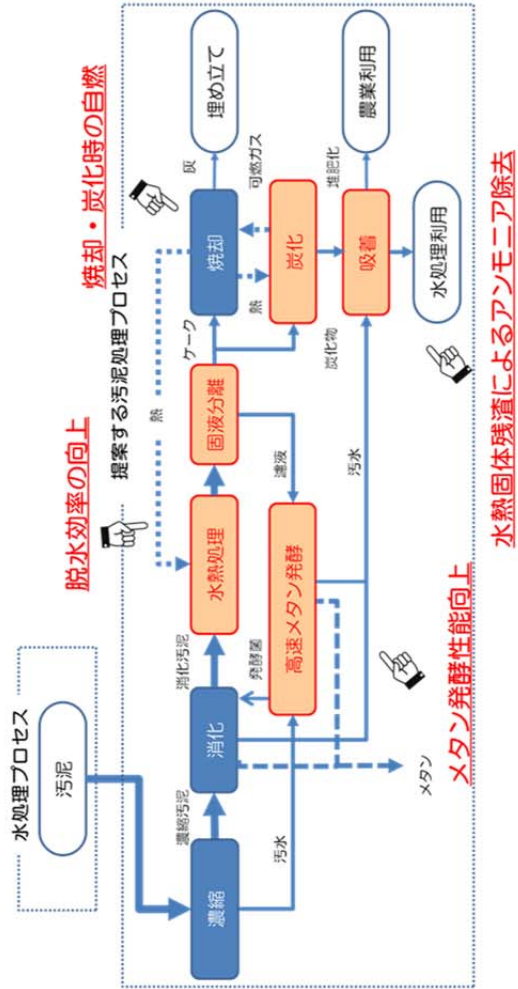 水処理プロセス
汚泥
脱水効率の向上
焼却・炭化時の自燃
提案する汚泥処理プロセス
熱
濃縮
濃縮汚泥
消化
消化汚泥
水熱処理
固液分離
ケーキ
焼却
灰
埋め立て
熱
可燃ガス
汚水
発酵菌
高速メタン発酵
濾液
炭化
炭化物
汚水
吸着
堆肥化
農業利用
メタン
水処理利用
メタン発酵性能向上
水熱固体残渣によるアンモニア除去